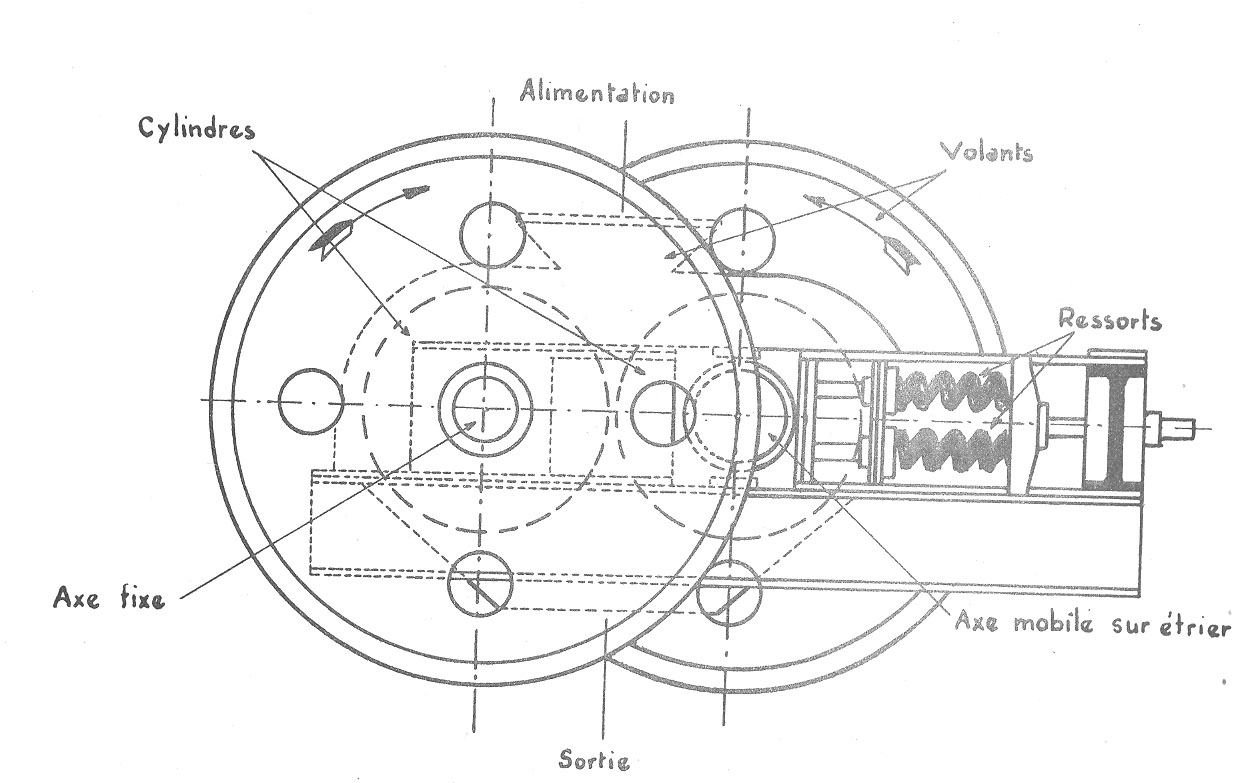 Alimentation
Cylindres
Volants
Ressorts
Axe fixe
Axe mobile sur étrier
Sortie